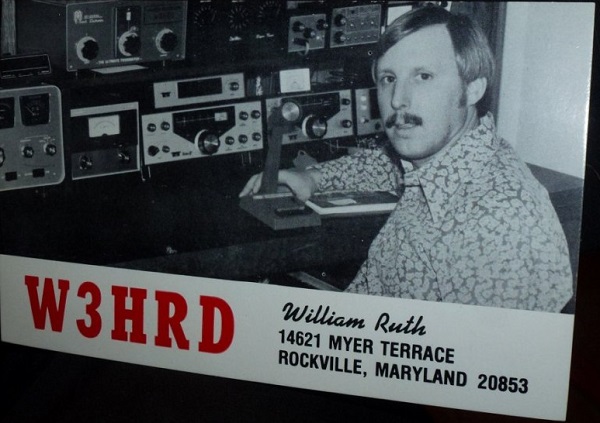 W3HRD
William Ruth
14621 MYER TERRACE
ROCKVILLE, MARYLAND 20853